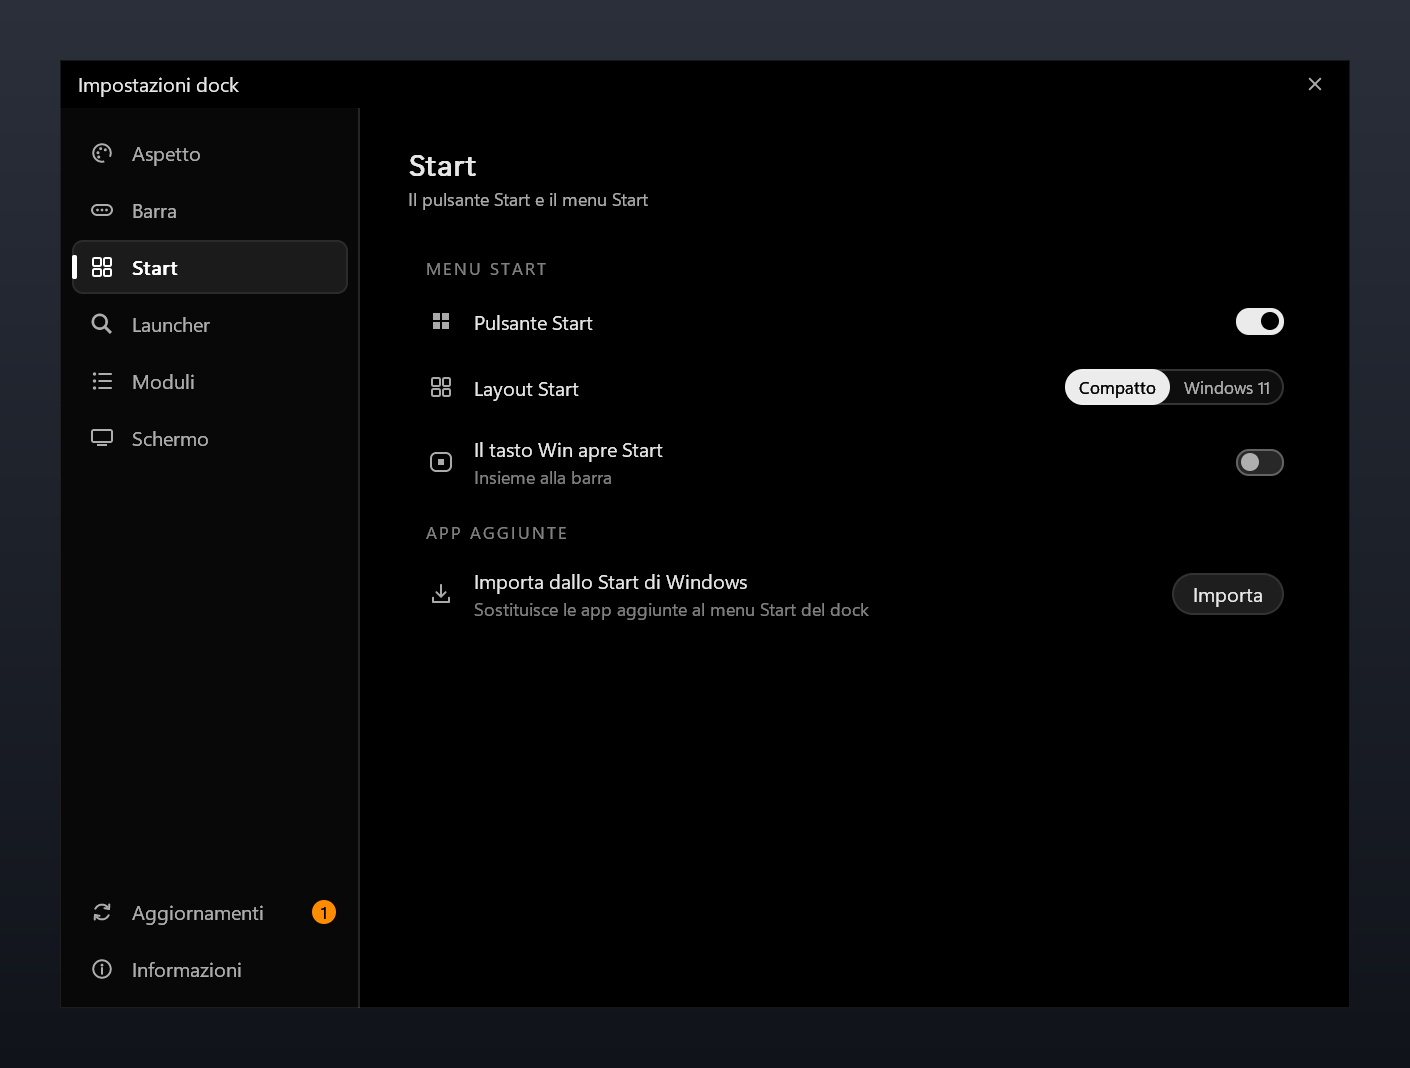 Impostazioni dock
Aspetto
Barra
Start
Launcher
Moduli
Schermo
Aggiornamenti 1
Informazioni
Start
Il pulsante Start e il menu Start
MENU START
Pulsante Start
Layout Start Compatto Windows 11
Il tasto Win apre Start
Insieme alla barra
APP AGGIUNTE
Importa dallo Start di Windows
Sostituisce le app aggiunte al menu Start del dock
Importa